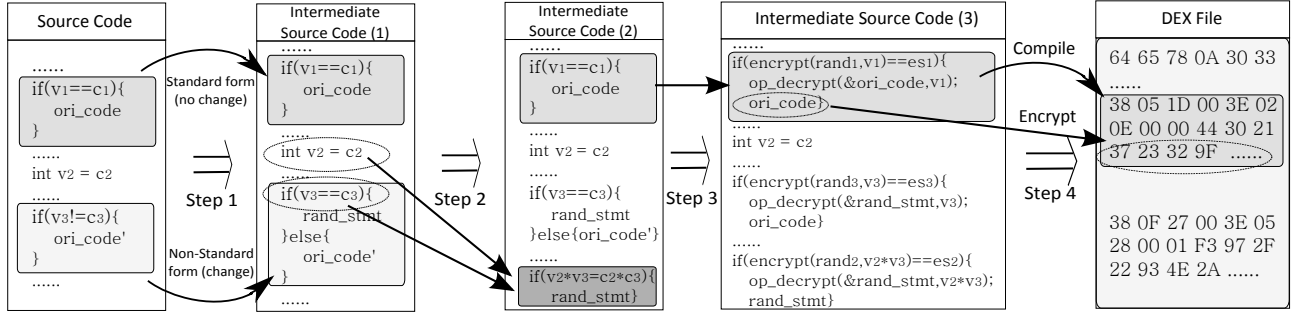 Source Code
......
if(v1==c1){
ori_code
}
......
int v2 = c2
......
if(v3!=c3){
ori_code'
}
......
Standard form
(no change)
Step 1
Non-Standard
form (change)
Intermediate
Source Code (1)
......
if(v1==c1){
ori_code
}
......
int v2 = c2
......
if(v3==c3){
rand_stmt
}else{
ori_code'
}
......
Step 2
Intermediate
Source Code (2)
......
if(v1==c1){
ori_code
}
......
int v2 = c2
......
if(v3==c3){
rand_stmt
}else{ori_code'}
......
if(v2*v3=c2*c3){
rand_stmt}
Step 3
Intermediate Source Code (3)
......
if(encrypt(rand1,v1)==es1){
op_decrypt(&ori_code,v1);
ori_code}
......
int v2 = c2
......
if(encrypt(rand3,v3)==es3){
op_decrypt(&rand_stmt,v3);
ori_code}
......
if(encrypt(rand2,v2*v3)==es2){
op_decrypt(&rand_stmt,v2*v3);
rand_stmt}
Compile
Encrypt
Step 4
DEX File
64 65 78 0A 30 33
......
38 05 1D 00 3E 02
0E 00 00 44 30 21
37 23 32 9F ......
38 0F 27 00 3E 05
28 00 01 F3 97 2F
22 93 4E 2A ......